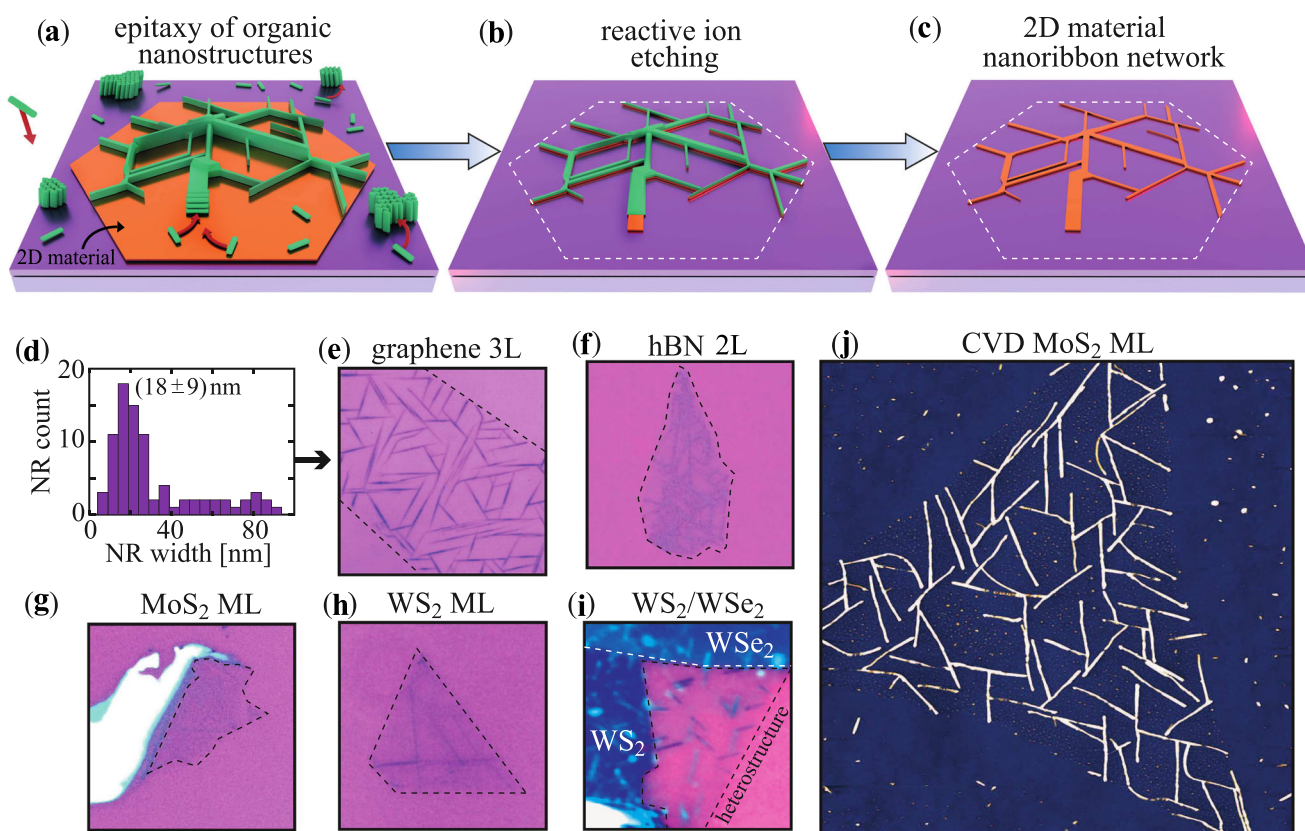 (a)
epitaxy of organic
nanostructures
2D material
(b)
reactive ion
etching
(c)
2D material
nanoribbon network
(d)
20
10
0
NR count
(18±9) nm
0
40
80
NR width [nm]
(e)
graphene 3L
(f)
hBN 2L
(g)
MoS₂ ML
(h)
WS₂ ML
(i)
WS₂/WSe₂
WSe₂
WS₂
heterostructure
(j)
CVD MoS₂ ML